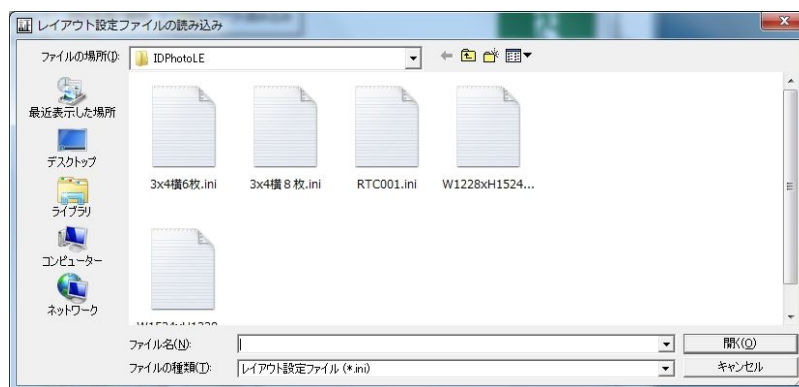 レイアウト設定ファイルの読み込み
ファイルの場所(I):
IDPhotoLE
最近表示した場所
デスクトップ
ライブラリ
コンピューター
ネットワーク
3x4横6枚.ini
3x4横８枚.ini
RTC001.ini
W1228xH1524...
ファイル名(N):
開く(O)
ファイルの種類(T):
レイアウト設定ファイル (*.ini)
キャンセル